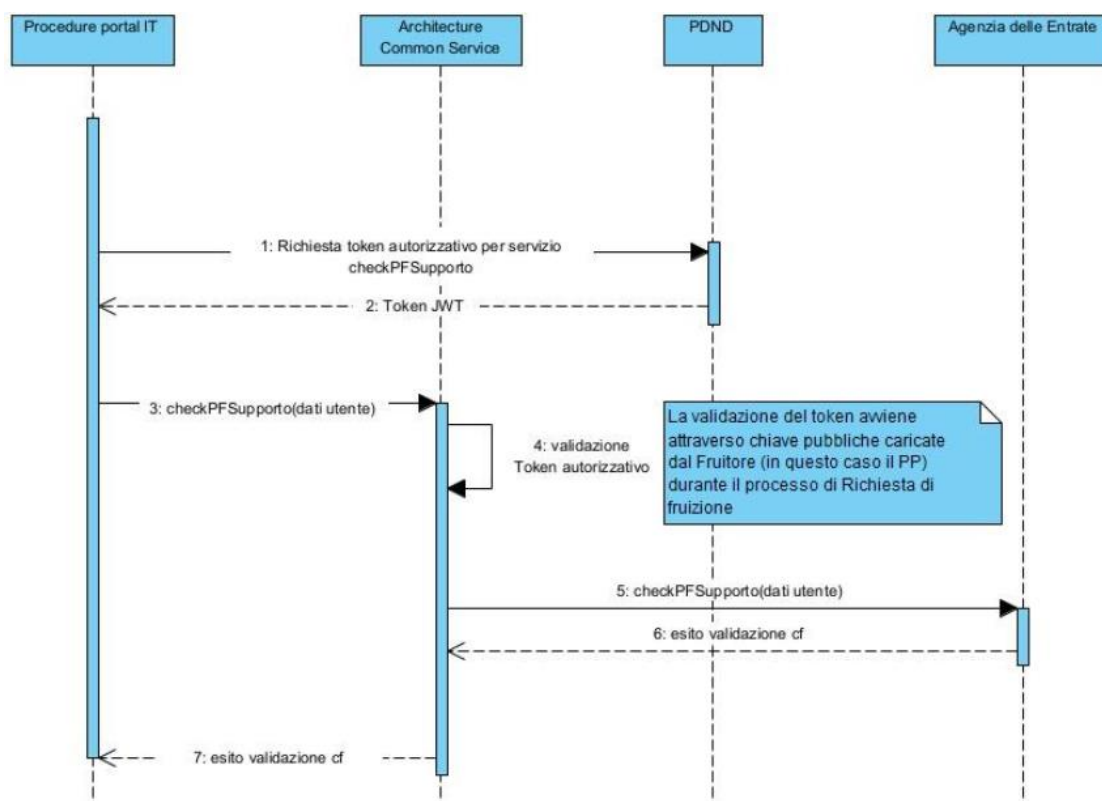 Procedure portal IT
Architecture
Common Service
PDND
Agenzia delle Entrate
1: Richiesta token autorizzativo per servizio
checkPFSupporto
2: Token JWT
3: checkPFSupporto(dati utente)
4: validazione
Token autorizzativo
La validazione del token avviene
attraverso chiave pubbliche caricate
dal Fruitore (in questo caso il PP)
durante il processo di Richiesta di
fruizione
5: checkPFSupporto(dati utente)
6: esito validazione cf
7: esito validazione cf